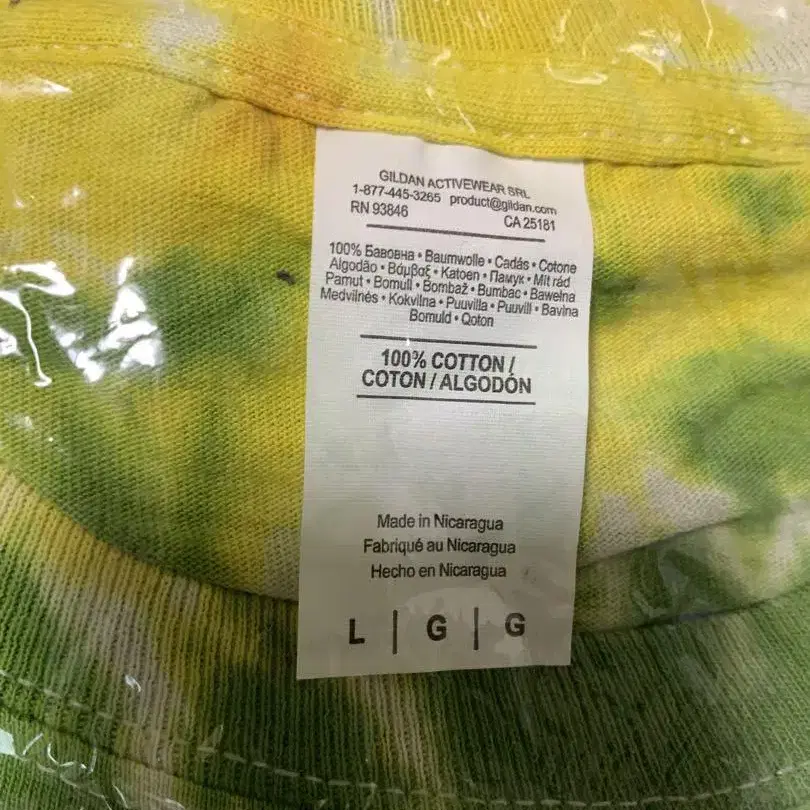 GILDAN ACTIVEWEAR SRL
1-877-445-3265 product@gildan.com
RN 93846 CA 25181
100% Бавовна • Baumwolle • Cadás • Cotone
Algodão • Βάμβαξ • Katoen • Памук • Mit rád
Pamut • Bomull • Bombaž • Bumbac • Bawełna
Medvilnės • Kokvilna • Puuvilla • Puuvill • Bavlna
Bomuld • Qoton
100% COTTON /
COTON / ALGODÓN
Made in Nicaragua
Fabriqué au Nicaragua
Hecho en Nicaragua
L | G | G